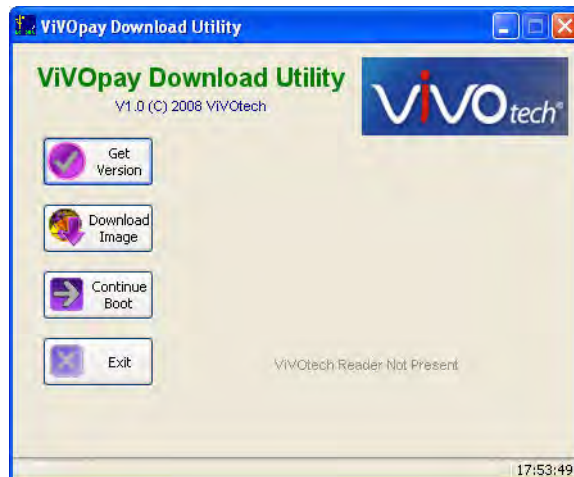 ViVOpay Download Utility
ViVOpay Download Utility
V1.0 (C) 2008 ViVOtech
ViVOtech®
Get
Version
Download
Image
Continue
Boot
Exit
ViVOtech Reader Not Present
17:53:49